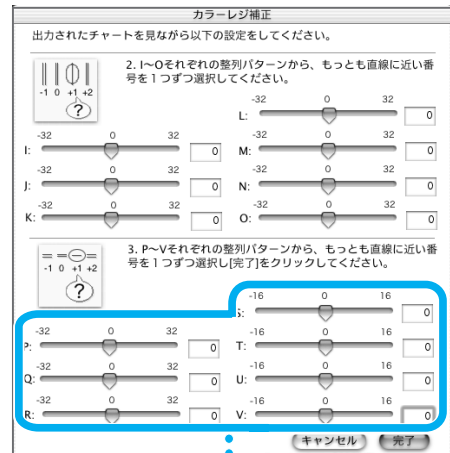 カラーレジ補正
出力されたチャートを見ながら以下の設定をしてください。
2. I〜Oそれぞれの整列パターンから、もっとも直線に近い番
号を1つずつ選択してください。
-1 0 +1 +2
?
-32 0 32
L: 0
-32 0 32
I: 0
-32 0 32
M: 0
-32 0 32
J: 0
-32 0 32
N: 0
-32 0 32
K: 0
-32 0 32
O: 0
3. P〜Vそれぞれの整列パターンから、もっとも直線に近い番
号を1つずつ選択し[完了]をクリックしてください。
-1 0 +1 +2
?
-16 0 16
S: 0
-32 0 32
P: 0
-16 0 16
T: 0
-32 0 32
Q: 0
-16 0 16
U: 0
-32 0 32
R: 0
-16 0 16
V: 0
キャンセル 完了